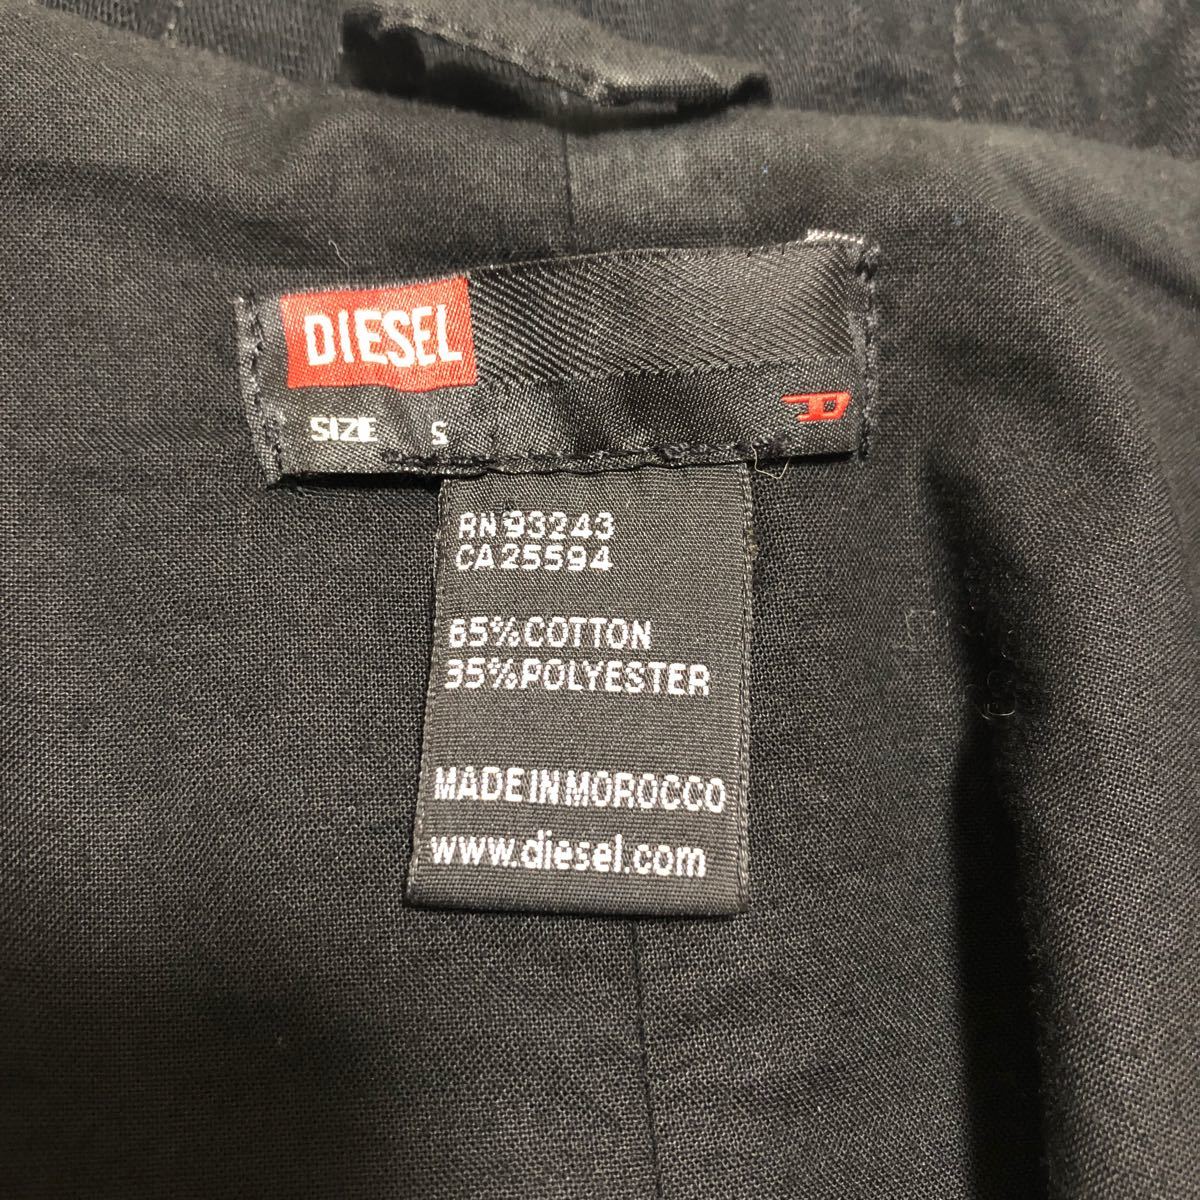 DIESEL
SIZE S
RN 93243
CA 25594
65%COTTON
35%POLYESTER
MADE IN MOROCCO
www.diesel.com